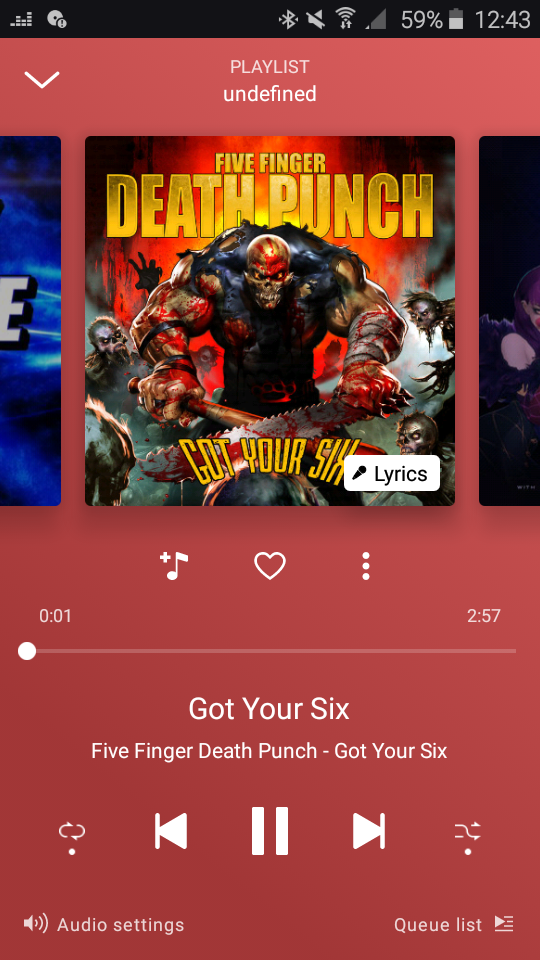 59% 12:43
PLAYLIST
undefined
FIVE FINGER
DEATH PUNCH
E
GOT YOUR SIX
Lyrics
WITH
0:01 2:57
Got Your Six
Five Finger Death Punch - Got Your Six
Audio settings Queue list